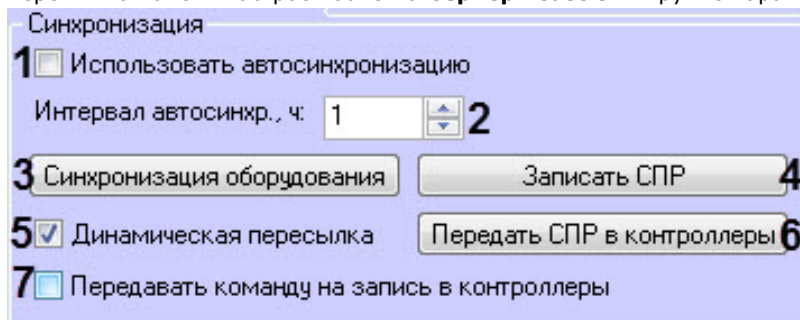 Синхронизация
1 Использовать автосинхронизацию
Интервал автосинхр., ч: 1 2
3 Синхронизация оборудования Записать СПР 4
5 Динамическая пересылка Передать СПР в контроллеры 6
7 Передавать команду на запись в контроллеры